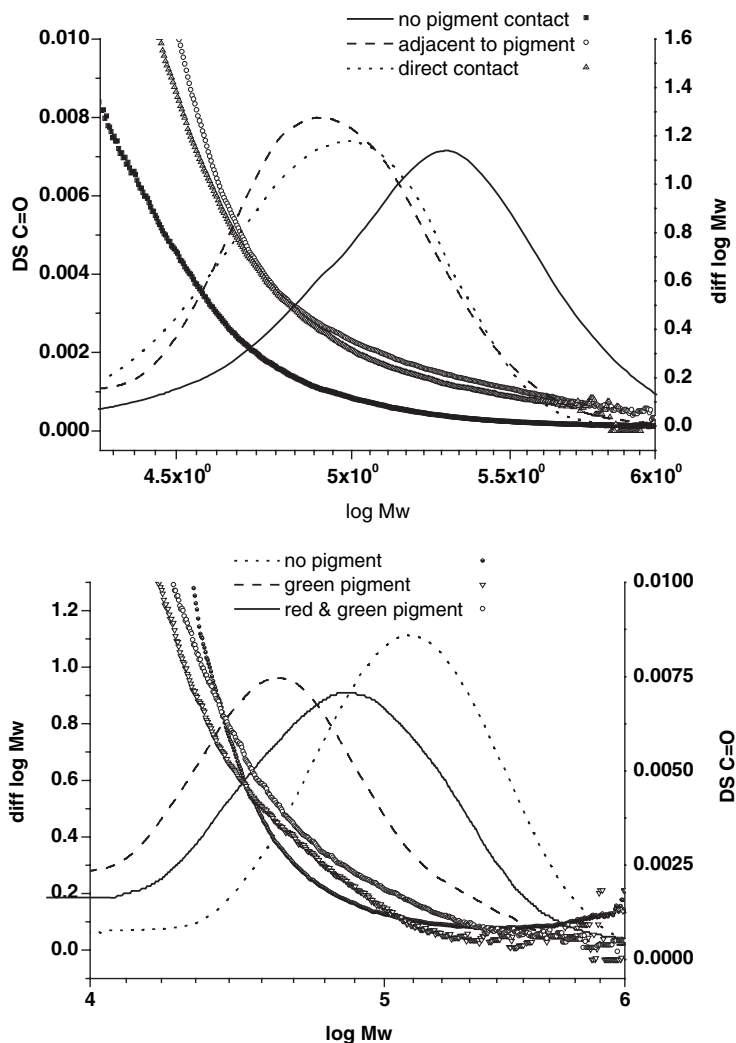 no pigment contact
adjacent to pigment
direct contact
0.010
0.008
0.006
0.004
0.002
0.000
DS C=O
1.6
1.4
1.2
1.0
0.8
0.6
0.4
0.2
0.0
diff log Mw
4.5x10⁰ 5x10⁰ 5.5x10⁰ 6x10⁰
log Mw
no pigment
green pigment
red & green pigment
1.2
1.0
0.8
0.6
0.4
0.2
0.0
diff log Mw
0.0100
0.0075
0.0050
0.0025
0.0000
DS C=O
4 5 6
log Mw